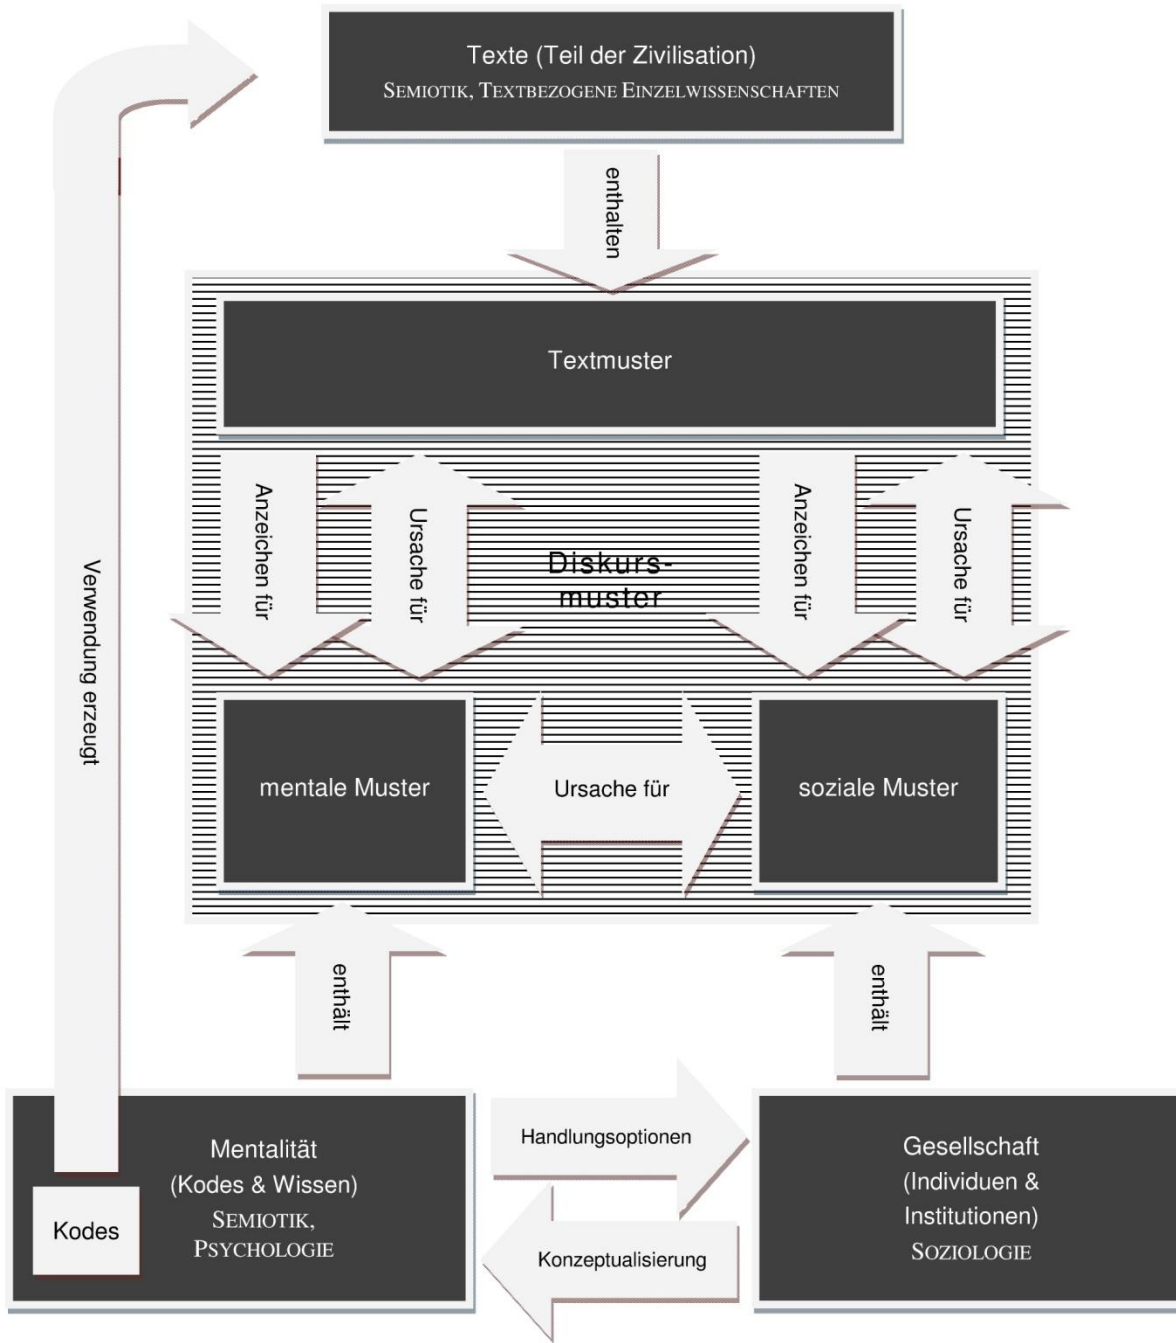 Texte (Teil der Zivilisation)
SEMIOTIK, TEXTBEZOGENE EINZELWISSENSCHAFTEN
enthalten
Textmuster
Anzeichen für
Ursache für
Anzeichen für
Ursache für
Diskurs-
muster
Verwendung erzeugt
mentale Muster
Ursache für
soziale Muster
enthält
enthält
Mentalität
(Kodes & Wissen)
SEMIOTIK,
PSYCHOLOGIE
Kodes
Handlungsoptionen
Konzeptualisierung
Gesellschaft
(Individuen &
Institutionen)
SOZIOLOGIE